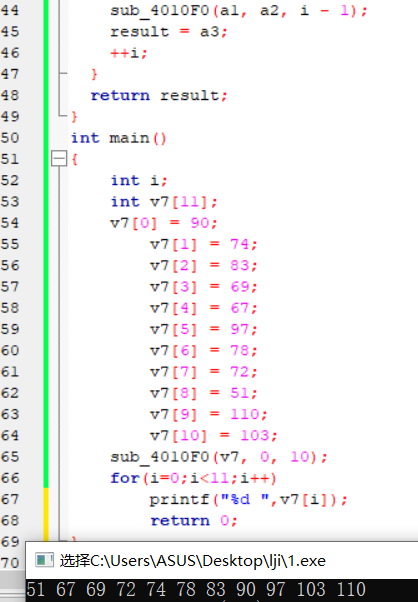 44 sub_4010F0(a1, a2, i - 1);
45 result = a3;
46 ++i;
47 }
48 return result;
49 }
50 int main()
51 {
52 int i;
53 int v7[11];
54 v7[0] = 90;
55 v7[1] = 74;
56 v7[2] = 83;
57 v7[3] = 69;
58 v7[4] = 67;
59 v7[5] = 97;
60 v7[6] = 78;
61 v7[7] = 72;
62 v7[8] = 51;
63 v7[9] = 110;
64 v7[10] = 103;
65 sub_4010F0(v7, 0, 10);
66 for(i=0;i<11;i++)
67 printf("%d ",v7[i]);
68 return 0;
69 }
70
选择C:\Users\ASUS\Desktop\lji\1.exe
51 67 69 72 74 78 83 90 97 103 110